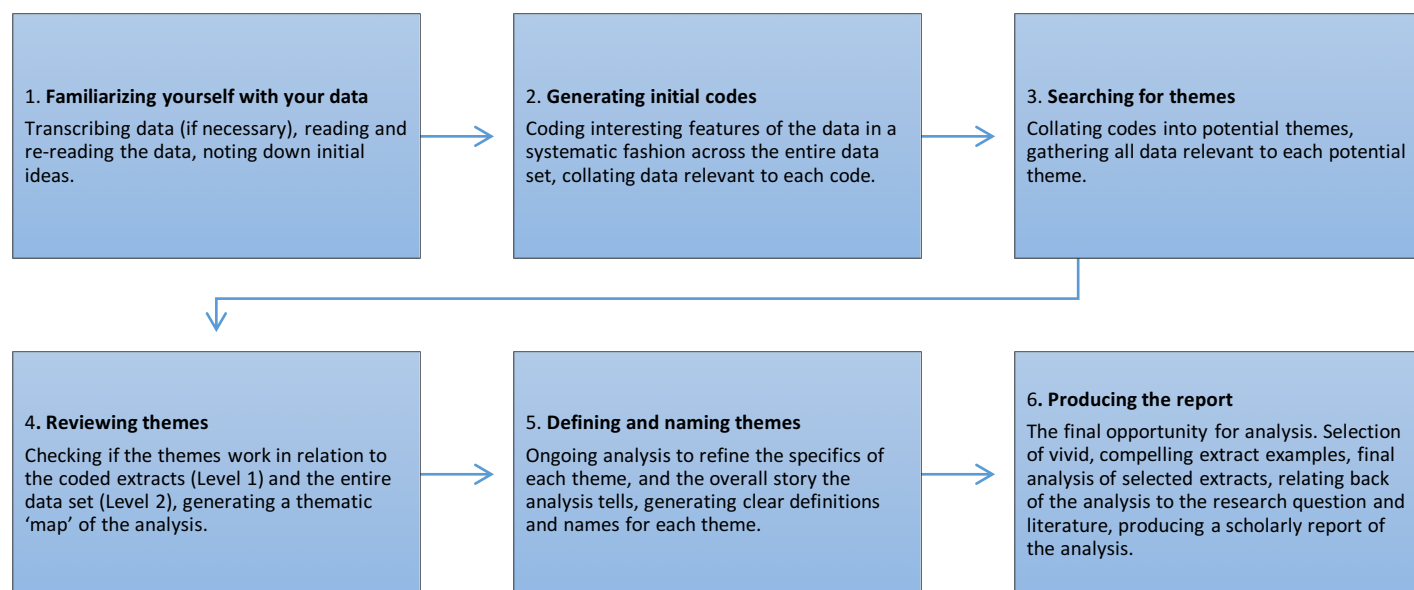 1. Familiarizing yourself with your data
Transcribing data (if necessary), reading and
re-reading the data, noting down initial
ideas.
2. Generating initial codes
Coding interesting features of the data in a
systematic fashion across the entire data
set, collating data relevant to each code.
3. Searching for themes
Collating codes into potential themes,
gathering all data relevant to each potential
theme.
4. Reviewing themes
Checking if the themes work in relation to
the coded extracts (Level 1) and the entire
data set (Level 2), generating a thematic
‘map’ of the analysis.
5. Defining and naming themes
Ongoing analysis to refine the specifics of
each theme, and the overall story the
analysis tells, generating clear definitions
and names for each theme.
6. Producing the report
The final opportunity for analysis. Selection
of vivid, compelling extract examples, final
analysis of selected extracts, relating back
of the analysis to the research question and
literature, producing a scholarly report of
the analysis.